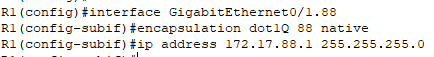 R1(config)#interface GigabitEthernet0/1.88
R1(config-subif)#encapsulation dot1Q 88 native
R1(config-subif)#ip address 172.17.88.1 255.255.255.0